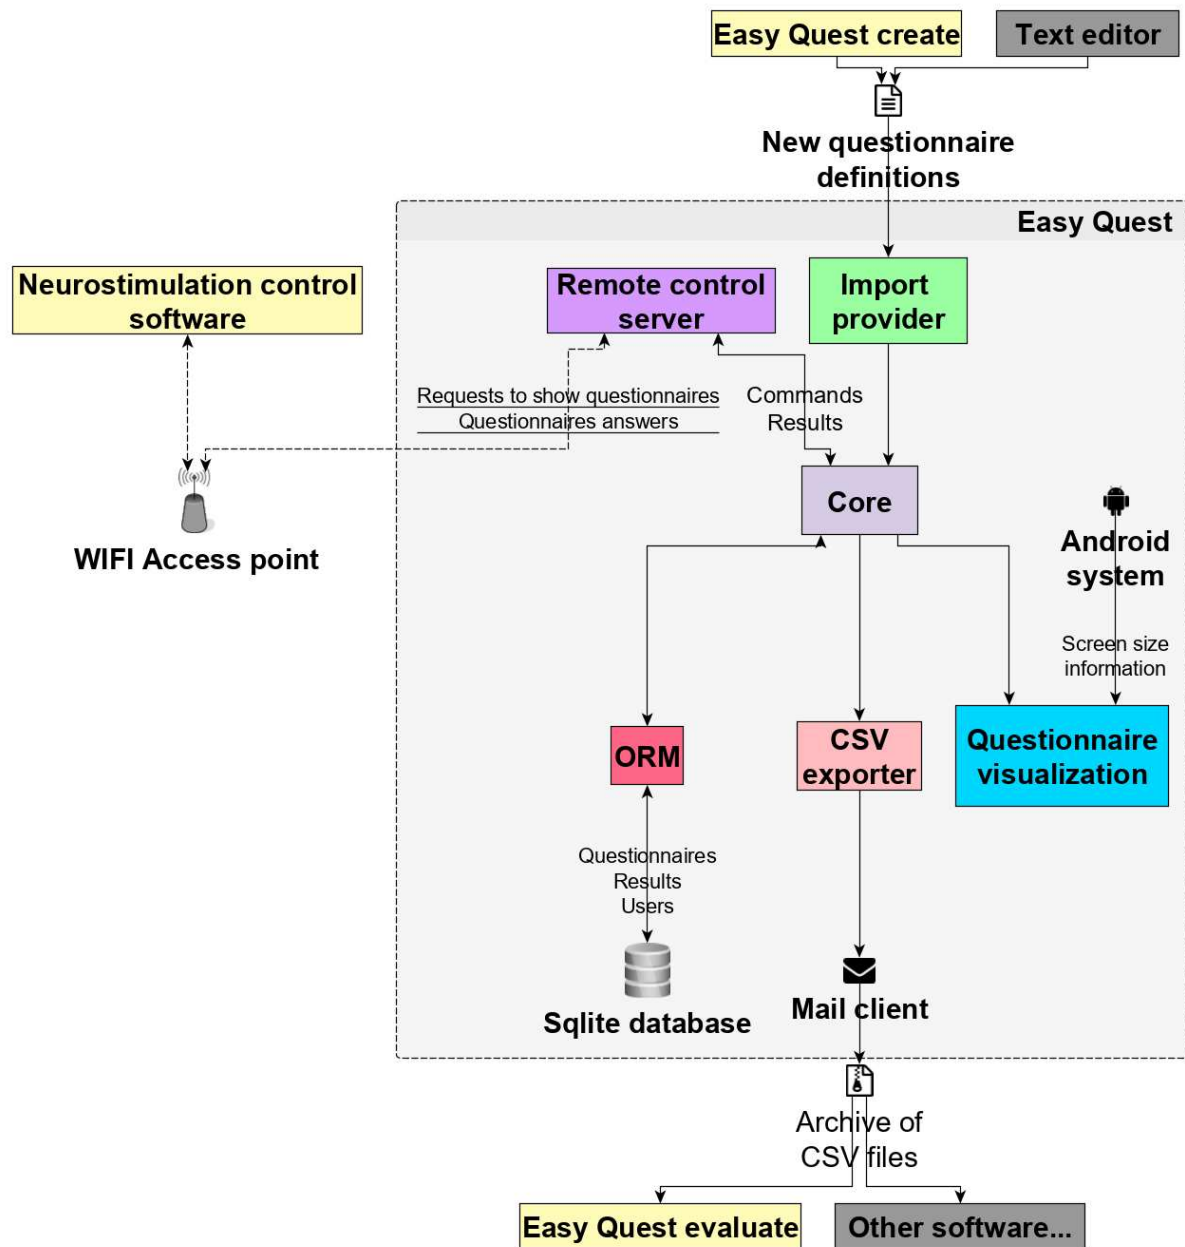 Easy Quest create
Text editor
New questionnaire
definitions
Easy Quest
Neurostimulation control
software
Remote control
server
Import
provider
Requests to show questionnaires
Questionnaires answers
Commands
Results
Core
WIFI Access point
Android
system
Screen size
information
ORM
CSV
exporter
Questionnaire
visualization
Questionnaires
Results
Users
Sqlite database
Mail client
Archive of
CSV files
Easy Quest evaluate
Other software...